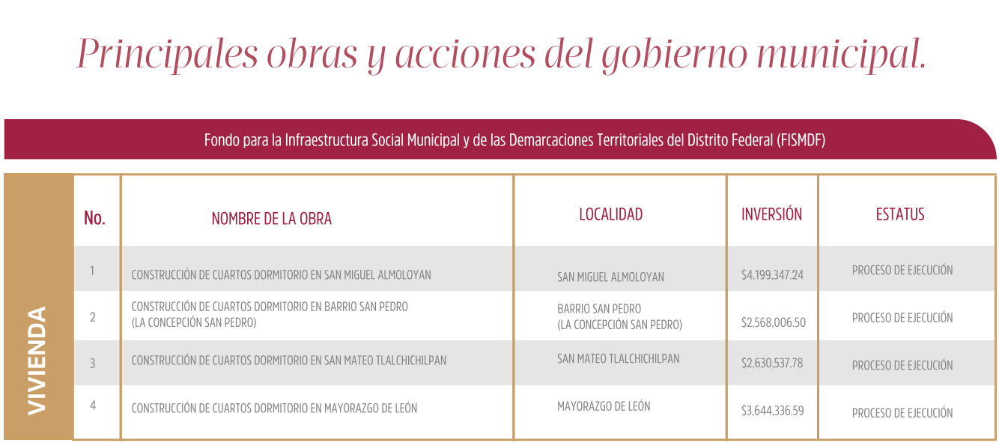 Principales obras y acciones del gobierno municipal.
Fondo para la Infraestructura Social Municipal y de las Demarcaciones Territoriales del Distrito Federal (FISMDF)
VIVIENDA
No. NOMBRE DE LA OBRA LOCALIDAD INVERSIÓN ESTATUS
1 CONSTRUCCIÓN DE CUARTOS DORMITORIO EN SAN MIGUEL ALMOLOYAN SAN MIGUEL ALMOLOYAN $4,199,347.24 PROCESO DE EJECUCIÓN
2 CONSTRUCCIÓN DE CUARTOS DORMITORIO EN BARRIO SAN PEDRO
(LA CONCEPCIÓN SAN PEDRO)
BARRIO SAN PEDRO
(LA CONCEPCIÓN SAN PEDRO)
$2,568,006.50 PROCESO DE EJECUCIÓN
3 CONSTRUCCIÓN DE CUARTOS DORMITORIO EN SAN MATEO TLALCHICHILPAN SAN MATEO TLALCHICHILPAN $2,630,537.78 PROCESO DE EJECUCIÓN
4 CONSTRUCCIÓN DE CUARTOS DORMITORIO EN MAYORAZGO DE LEÓN MAYORAZGO DE LEÓN $3,644,336.59 PROCESO DE EJECUCIÓN